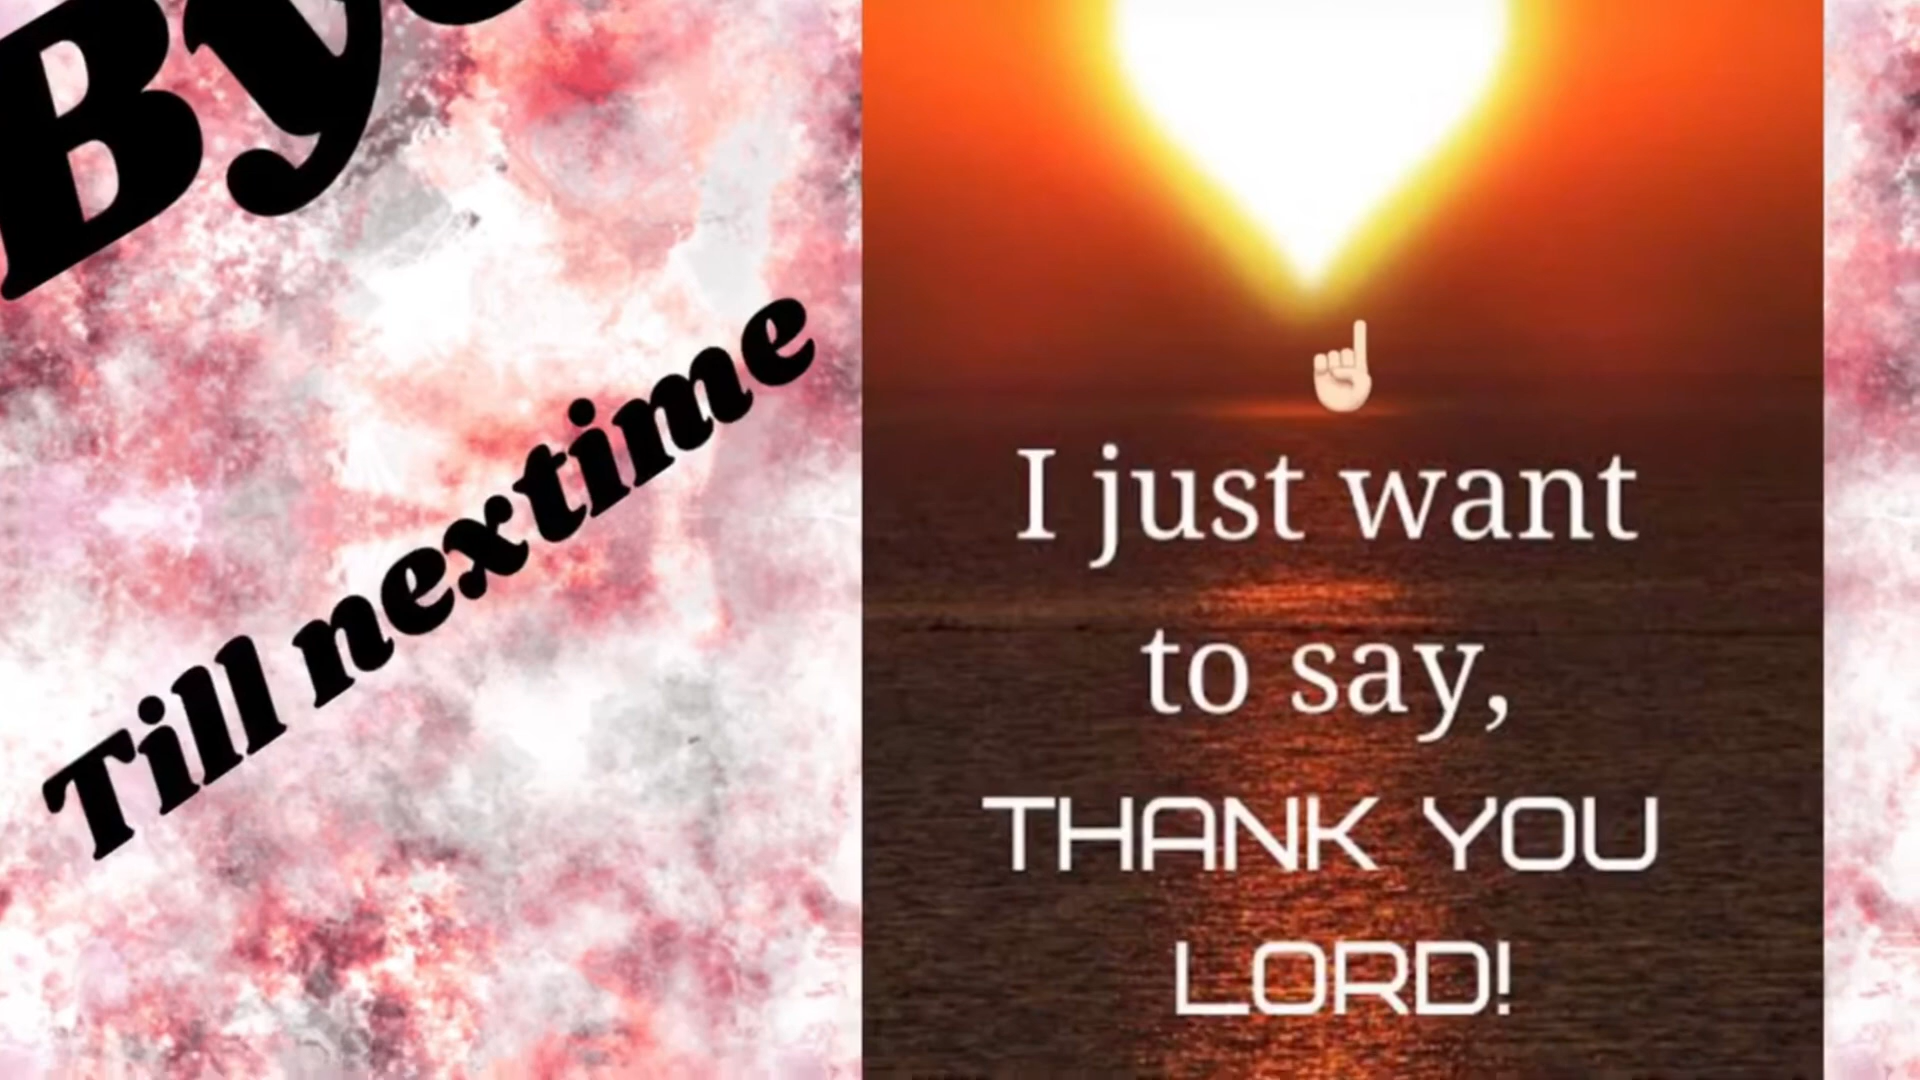 Till nextime
☝🏻
I just want
to say,
THANK YOU
LORD!